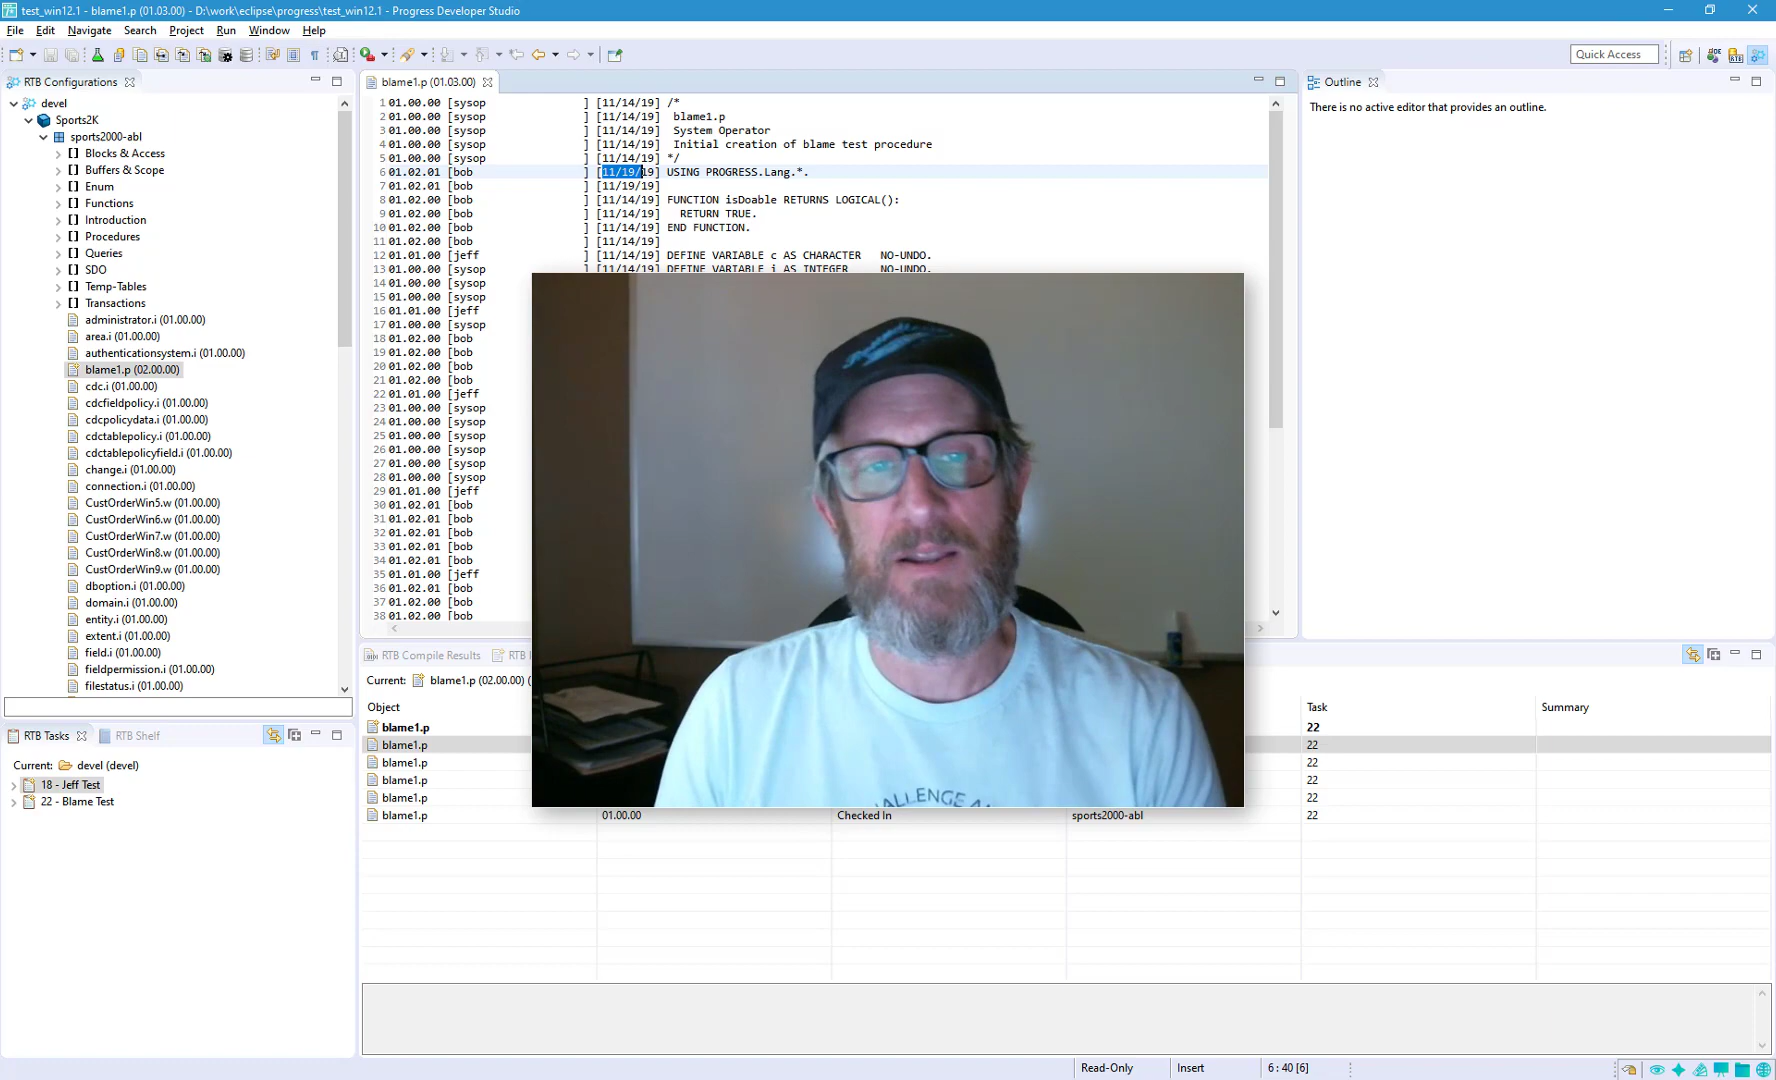 test_win12.1 - blame1.p (01.03.00) - D:\work\eclipse\progress\test_win12.1 - Progress Developer Studio
File Edit Navigate Search Project Run Window Help
Quick Access
RTB Configurations
devel
Sports2K
sports2000-abl
[] Blocks & Access
[] Buffers & Scope
[] Enum
[] Functions
[] Introduction
[] Procedures
[] Queries
[] SDO
[] Temp-Tables
[] Transactions
administrator.i (01.00.00)
area.i (01.00.00)
authenticationsystem.i (01.00.00)
blame1.p (02.00.00)
cdc.i (01.00.00)
cdcfieldpolicy.i (01.00.00)
cdcpolicydata.i (01.00.00)
cdctablepolicy.i (01.00.00)
cdctablepolicyfield.i (01.00.00)
change.i (01.00.00)
connection.i (01.00.00)
CustOrderWin5.w (01.00.00)
CustOrderWin6.w (01.00.00)
CustOrderWin7.w (01.00.00)
CustOrderWin8.w (01.00.00)
CustOrderWin9.w (01.00.00)
dboption.i (01.00.00)
domain.i (01.00.00)
entity.i (01.00.00)
extent.i (01.00.00)
field.i (01.00.00)
fieldpermission.i (01.00.00)
filestatus.i (01.00.00)
RTB Tasks RTB Shelf
Current: devel (devel)
18 - Jeff Test
22 - Blame Test
blame1.p (01.03.00)
1 01.00.00 [sysop ] [11/14/19] /*
2 01.00.00 [sysop ] [11/14/19] blame1.p
3 01.00.00 [sysop ] [11/14/19] System Operator
4 01.00.00 [sysop ] [11/14/19] Initial creation of blame test procedure
5 01.00.00 [sysop ] [11/14/19] */
6 01.02.01 [bob ] [11/19/19] USING PROGRESS.Lang.*.
7 01.02.01 [bob ] [11/19/19]
8 01.02.00 [bob ] [11/14/19] FUNCTION isDoable RETURNS LOGICAL():
9 01.02.00 [bob ] [11/14/19] RETURN TRUE.
10 01.02.00 [bob ] [11/14/19] END FUNCTION.
11 01.02.00 [bob ] [11/14/19]
12 01.01.00 [jeff ] [11/14/19] DEFINE VARIABLE c AS CHARACTER NO-UNDO.
13 01.00.00 [sysop ] [11/14/19] DEFINE VARIABLE i AS INTEGER NO-UNDO.
14 01.00.00 [sysop
15 01.00.00 [sysop
16 01.01.00 [jeff
17 01.00.00 [sysop
18 01.02.00 [bob
19 01.02.00 [bob
20 01.02.00 [bob
21 01.02.00 [bob
22 01.01.00 [jeff
23 01.00.00 [sysop
24 01.00.00 [sysop
25 01.00.00 [sysop
26 01.00.00 [sysop
27 01.00.00 [sysop
28 01.00.00 [sysop
29 01.01.00 [jeff
30 01.02.01 [bob
31 01.02.01 [bob
32 01.02.01 [bob
33 01.02.01 [bob
34 01.02.01 [bob
35 01.01.00 [jeff
36 01.02.01 [bob
37 01.02.00 [bob
38 01.02.00 [bob
Outline
There is no active editor that provides an outline.
RTB Compile Results RTB
Current: blame1.p (02.00.00) (
Object Task Summary
blame1.p 22
blame1.p 22
blame1.p 22
blame1.p 22
blame1.p 22
blame1.p 01.00.00 Checked In sports2000-abl 22
Read-Only Insert 6 : 40 [6]